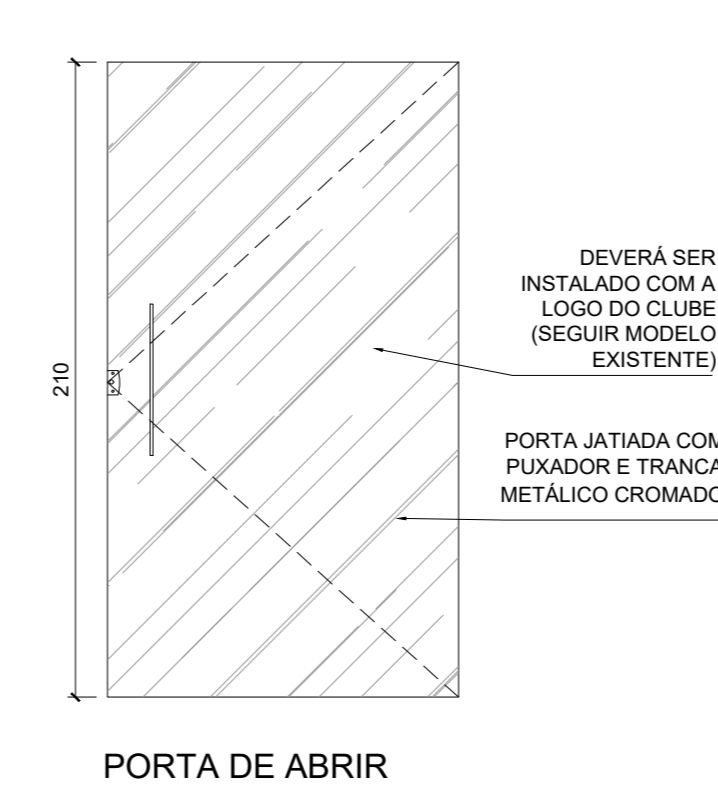 210
DEVERÁ SER
INSTALADO COM A
LOGO DO CLUBE
(SEGUIR MODELO
EXISTENTE)
PORTA JATIADA COM
PUXADOR E TRANCA
METÁLICO CROMADO
PORTA DE ABRIR